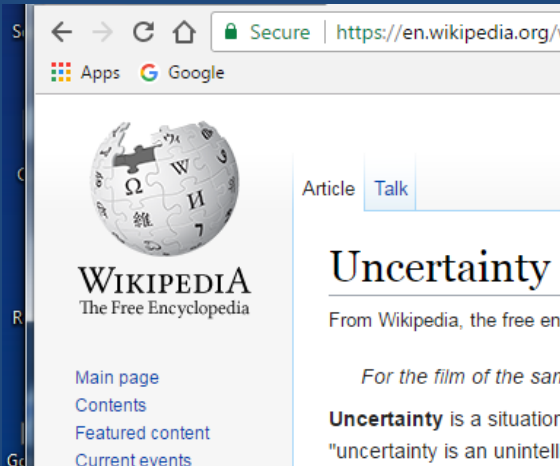 Secure https://en.wikipedia.org/
Apps Google
Ω W И 維 7
WIKIPEDIA
The Free Encyclopedia
Article Talk
Uncertainty
From Wikipedia, the free en
For the film of the sam
Uncertainty is a situation
"uncertainty is an unintell
Main page
Contents
Featured content
Current events